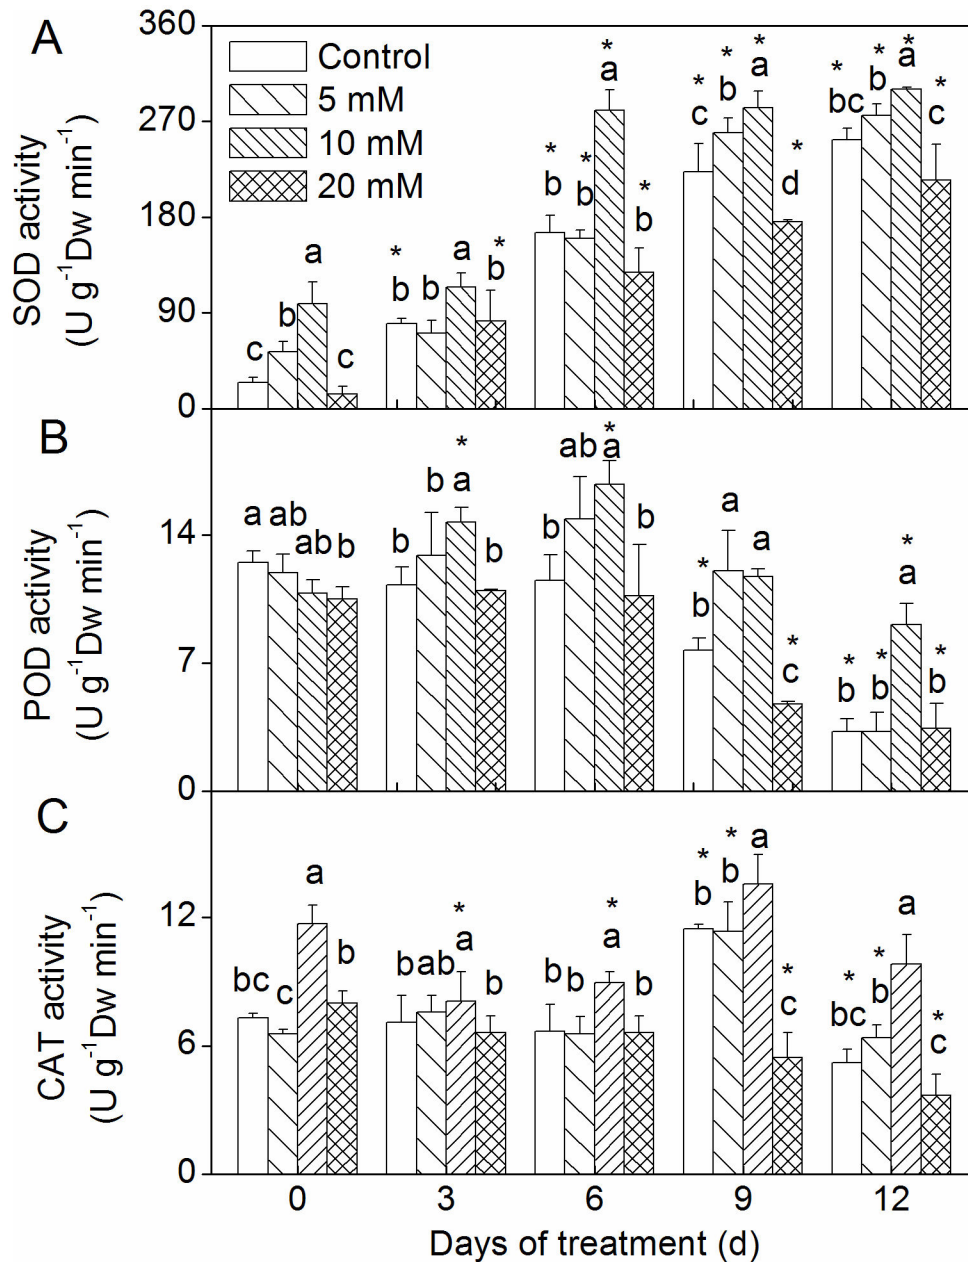 A
360
270
180
90
0
SOD activity
(U g⁻¹Dw min⁻¹)
Control
5 mM
10 mM
20 mM
c b a c
* b b a * b
* b * b * a * b
* c * b * a * d
* bc * b * a * c
B
14
7
0
POD activity
(U g⁻¹Dw min⁻¹)
a ab ab b
b b * a b
b ab * a b
* b a a * c
* b * b * a * b
C
12
6
0
CAT activity
(U g⁻¹Dw min⁻¹)
bc c a b
b ab * a b
b b * a b
* b * b a * c
* bc * b a * c
0 3 6 9 12
Days of treatment (d)